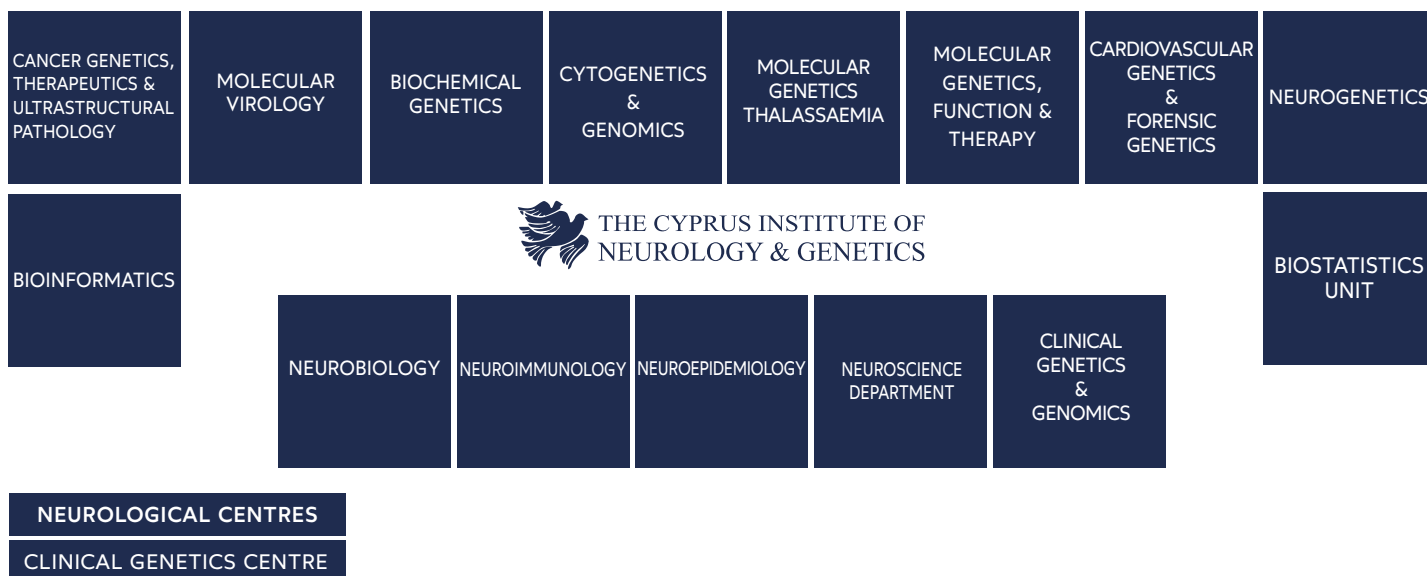 CANCER GENETICS,
THERAPEUTICS &
ULTRASTRUCTURAL
PATHOLOGY
MOLECULAR
VIROLOGY
BIOCHEMICAL
GENETICS
CYTOGENETICS
&
GENOMICS
MOLECULAR
GENETICS
THALASSAEMIA
MOLECULAR
GENETICS,
FUNCTION &
THERAPY
CARDIOVASCULAR
GENETICS
&
FORENSIC
GENETICS
NEUROGENETICS
BIOINFORMATICS
THE CYPRUS INSTITUTE OF
NEUROLOGY & GENETICS
BIOSTATISTICS
UNIT
NEUROBIOLOGY
NEUROIMMUNOLOGY
NEUROEPIDEMIOLOGY
NEUROSCIENCE
DEPARTMENT
CLINICAL
GENETICS
&
GENOMICS
NEUROLOGICAL CENTRES
CLINICAL GENETICS CENTRE